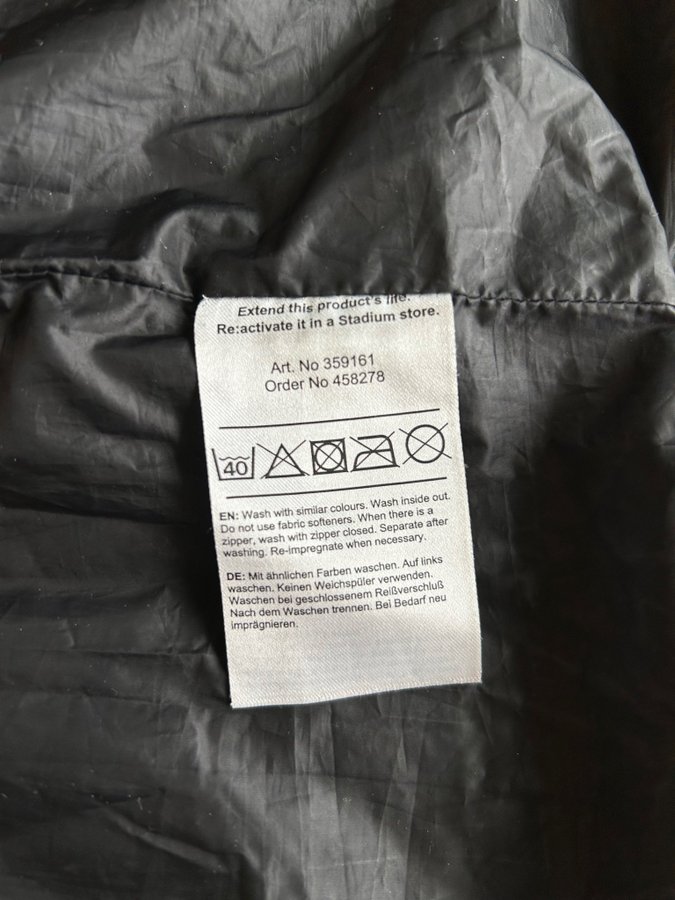 Extend this product's life.
Re:activate it in a Stadium store.
Art. No 359161
Order No 458278
40
EN: Wash with similar colours. Wash inside out.
Do not use fabric softeners. When there is a
zipper, wash with zipper closed. Separate after
washing. Re-impregnate when necessary.
DE: Mit ähnlichen Farben waschen. Auf links
waschen. Keinen Weichspüler verwenden.
Waschen bei geschlossenem Reißverschluß
Nach dem Waschen trennen. Bei Bedarf neu
imprägnieren.